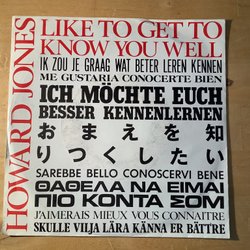 HOWARD JONES
LIKE TO GET TO
KNOW YOU WELL
IK ZOU JE GRAAG WAT BETER LEREN KENNEN
ME GUSTARIA CONOCERTE BIEN
ICH MÖCHTE EUCH
BESSER KENNENLERNEN
おまえを知
りつくしたい
SAREBBE BELLO CONOSCERVI BENE
ΘΑΘΕΛΑ ΝΑ ΕΙΜΑΙ
ΠΙΟ ΚΟΝΤΑ ΣΟΜ
J'AIMERAIS MIEUX VOUS CONNAITRE
SKULLE VILJA LÄRA KÄNNA ER BÄTTRE